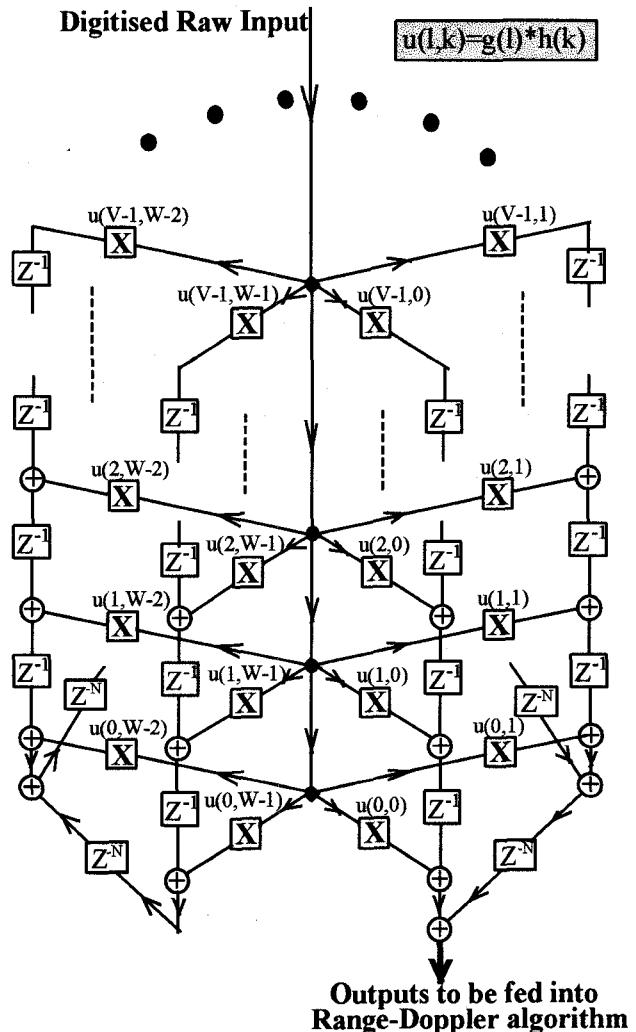 Digitised Raw Input
u(l,k)=g(l)*h(k)
u(V-1,W-2) u(V-1,1)
X X
Z-1 Z-1
u(V-1,W-1) u(V-1,0)
X X
Z-1 Z-1
Z-1 Z-1
u(2,W-2) u(2,1)
X X
+ +
Z-1 u(2,W-1) u(2,0) Z-1
Z-1 X X Z-1
u(1,W-2) u(1,1)
+ X + + X +
Z-1 Z-1 u(1,W-1) u(1,0) Z-1 Z-1
Z-N X X Z-N
u(0,W-2) u(0,1)
+ X + + X +
+ Z-1 u(0,W-1) u(0,0) Z-1 +
X X
Z-N Z-N
+ +
+
Outputs to be fed into
Range-Doppler algorithm